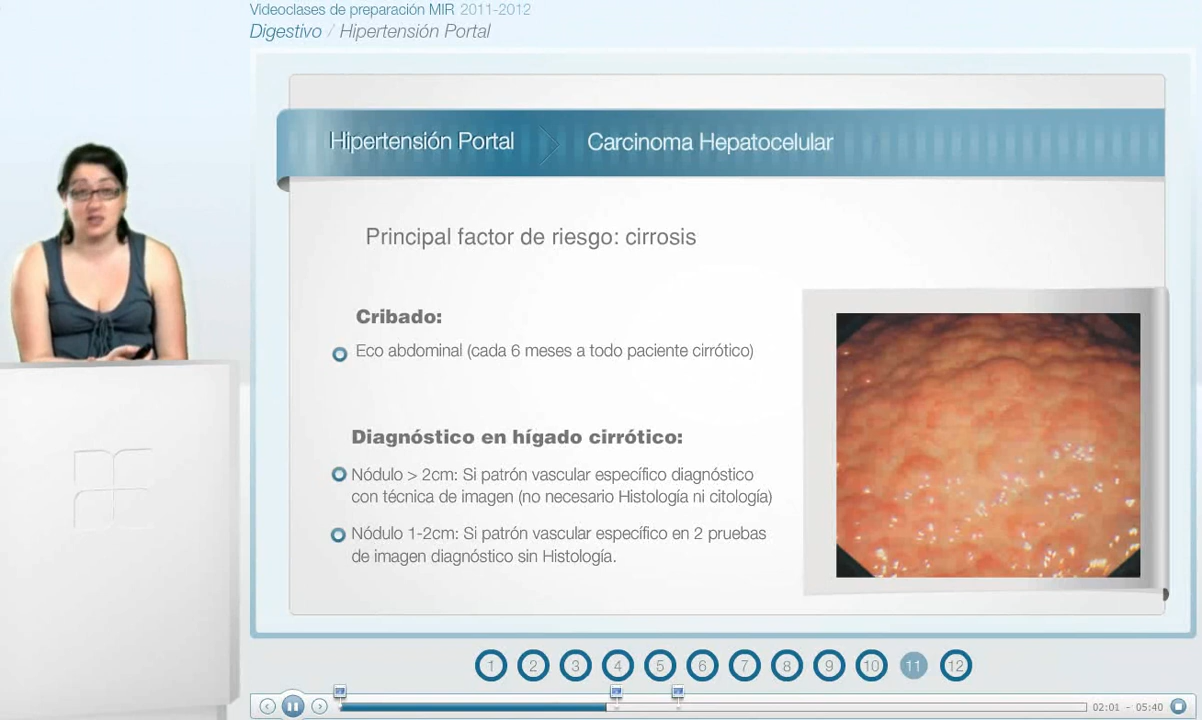 Videoclases de preparación MIR 2011-2012
Digestivo / Hipertensión Portal
Hipertensión Portal
Carcinoma Hepatocelular
Principal factor de riesgo: cirrosis
Cribado:
Eco abdominal (cada 6 meses a todo paciente cirrótico)
Diagnóstico en hígado cirrótico:
Nódulo > 2cm: Si patrón vascular específico diagnóstico
con técnica de imagen (no necesario Histología ni citología)
Nódulo 1-2cm: Si patrón vascular específico en 2 pruebas
de imagen diagnóstico sin Histología.
1 2 3 4 5 6 7 8 9 10 11 12
02:01 - 05:40